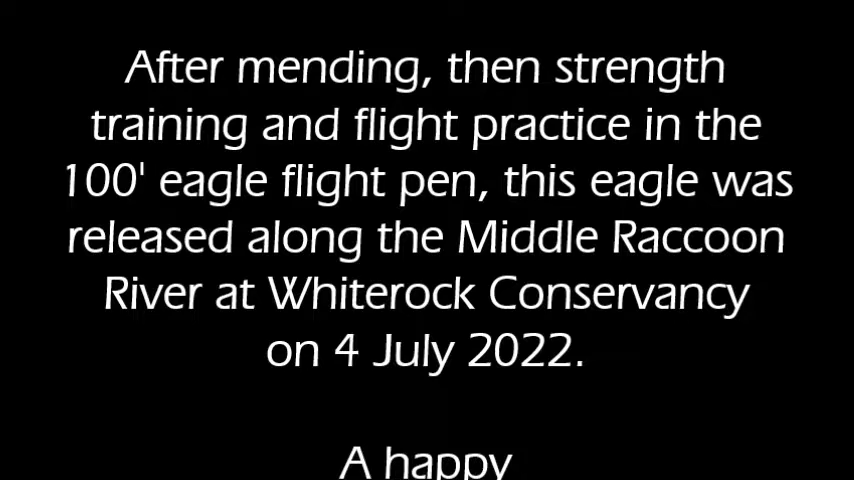 After mending, then strength
training and flight practice in the
100' eagle flight pen, this eagle was
released along the Middle Raccoon
River at Whiterock Conservancy
on 4 July 2022.
A happy